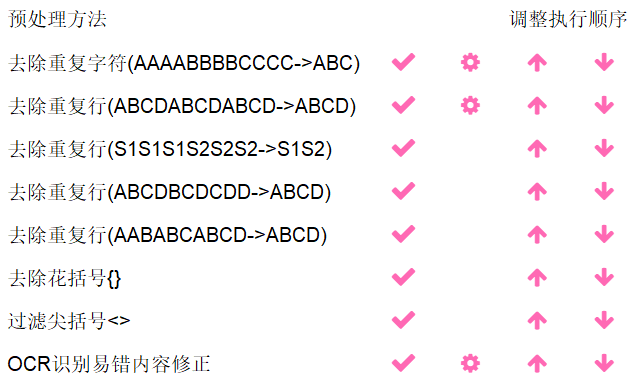 预处理方法 调整执行顺序
去除重复字符(AAAABBBBCCCC->ABC)
去除重复行(ABCDABCDABCD->ABCD)
去除重复行(S1S1S1S2S2S2->S1S2)
去除重复行(ABCDBCDCDD->ABCD)
去除重复行(AABABCABCD->ABCD)
去除花括号{}
过滤尖括号<>
OCR识别易错内容修正